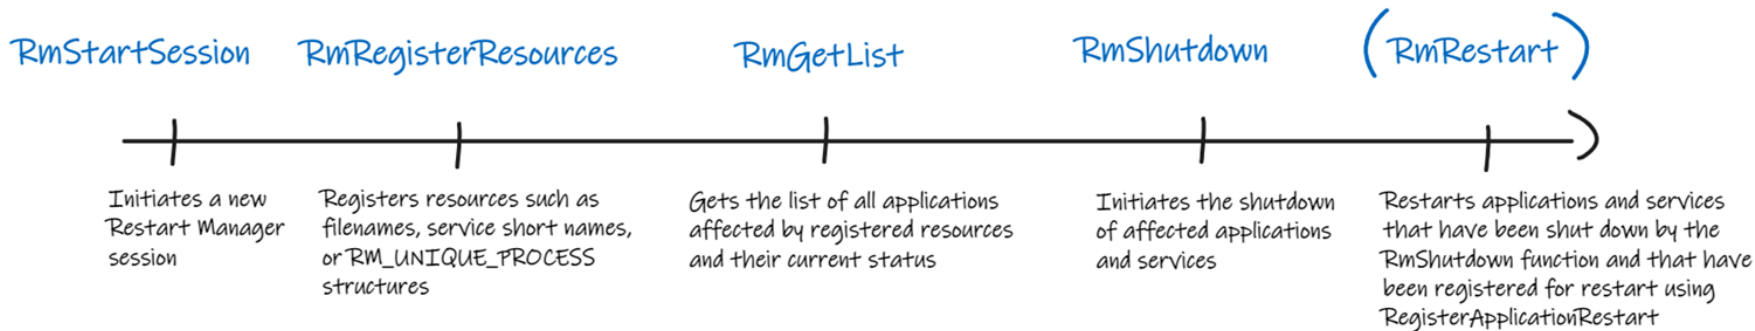 RmStartSession
RmRegisterResources
RmGetList
RmShutdown
(RmRestart)
Initiates a new
Restart Manager
session
Registers resources such as
filenames, service short names,
or RM_UNIQUE_PROCESS
structures
Gets the list of all applications
affected by registered resources
and their current status
Initiates the shutdown
of affected applications
and services
Restarts applications and services
that have been shut down by the
RmShutdown function and that have
been registered for restart using
RegisterApplicationRestart